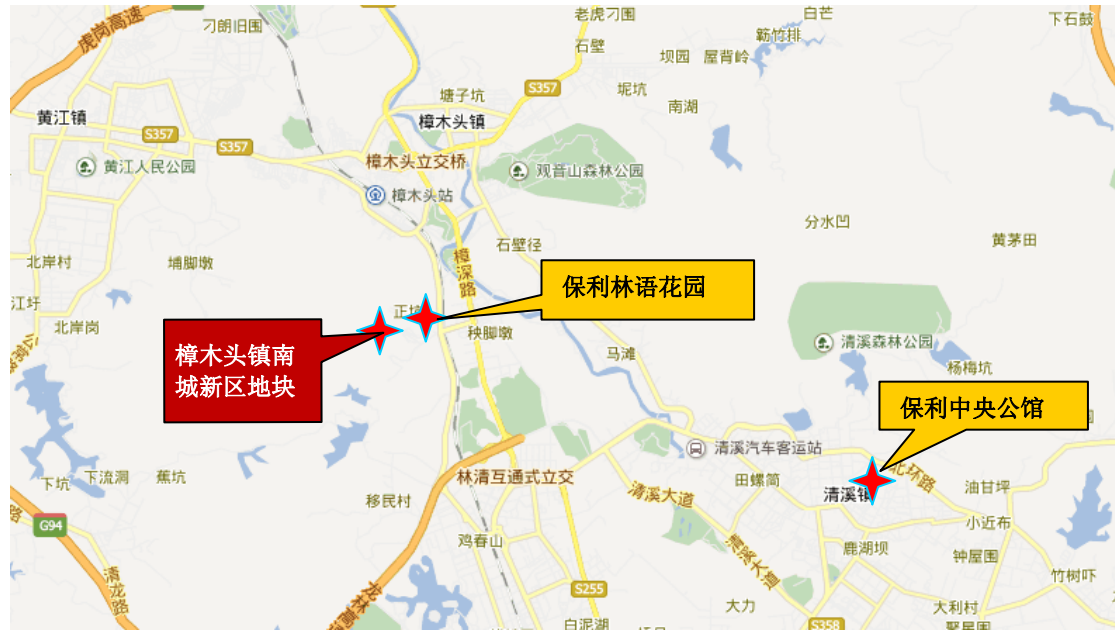 虎岗高速
刁朗旧围
老虎刁围
白芒
下石鼓
石壁
簕竹排
坝园
屋背岭
S357
塘子坑
坭坑
南湖
黄江镇
樟木头镇
S357
S357
樟木头立交桥
黄江人民公园
观音山森林公园
樟木头站
分水凹
黄茅田
石壁径
北岸村
埔脚墩
樟深路
保利林语花园
江圩
正坑
北岸岗
秧脚墩
清溪森林公园
马滩
樟木头镇南
城新区地块
杨梅坑
保利中央公馆
清溪汽车客运站
林清互通式立交
北环路
下坑
下流洞
蕉坑
田螺简
油甘坪
清溪大道
清溪镇
移民村
小近布
G94
鸡春山
清溪大道
鹿湖坝
钟屋围
竹树吓
清龙路
S255
龙林高速
大力
大利村
白泥湖
S358